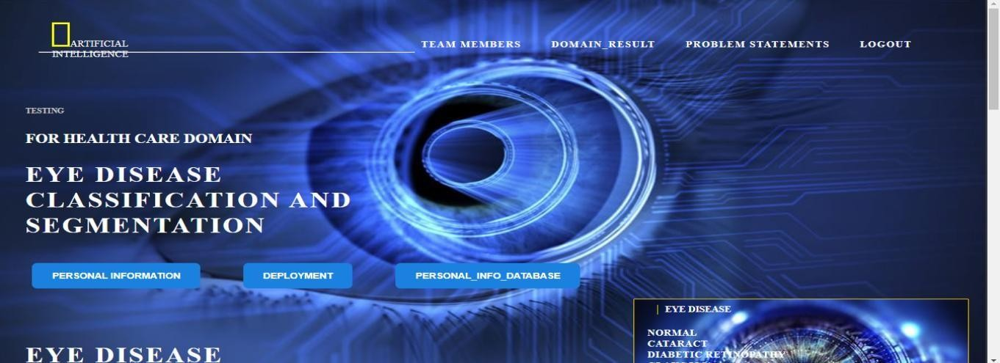 ARTIFICIAL
INTELLIGENCE
TEAM MEMBERS DOMAIN_RESULT PROBLEM STATEMENTS LOGOUT
TESTING
FOR HEALTH CARE DOMAIN
EYE DISEASE
CLASSIFICATION AND
SEGMENTATION
PERSONAL INFORMATION DEPLOYMENT PERSONAL_INFO_DATABASE
EYE DISEASE
| EYE DISEASE
NORMAL
CATARACT
DIABETIC RETINOPATHY